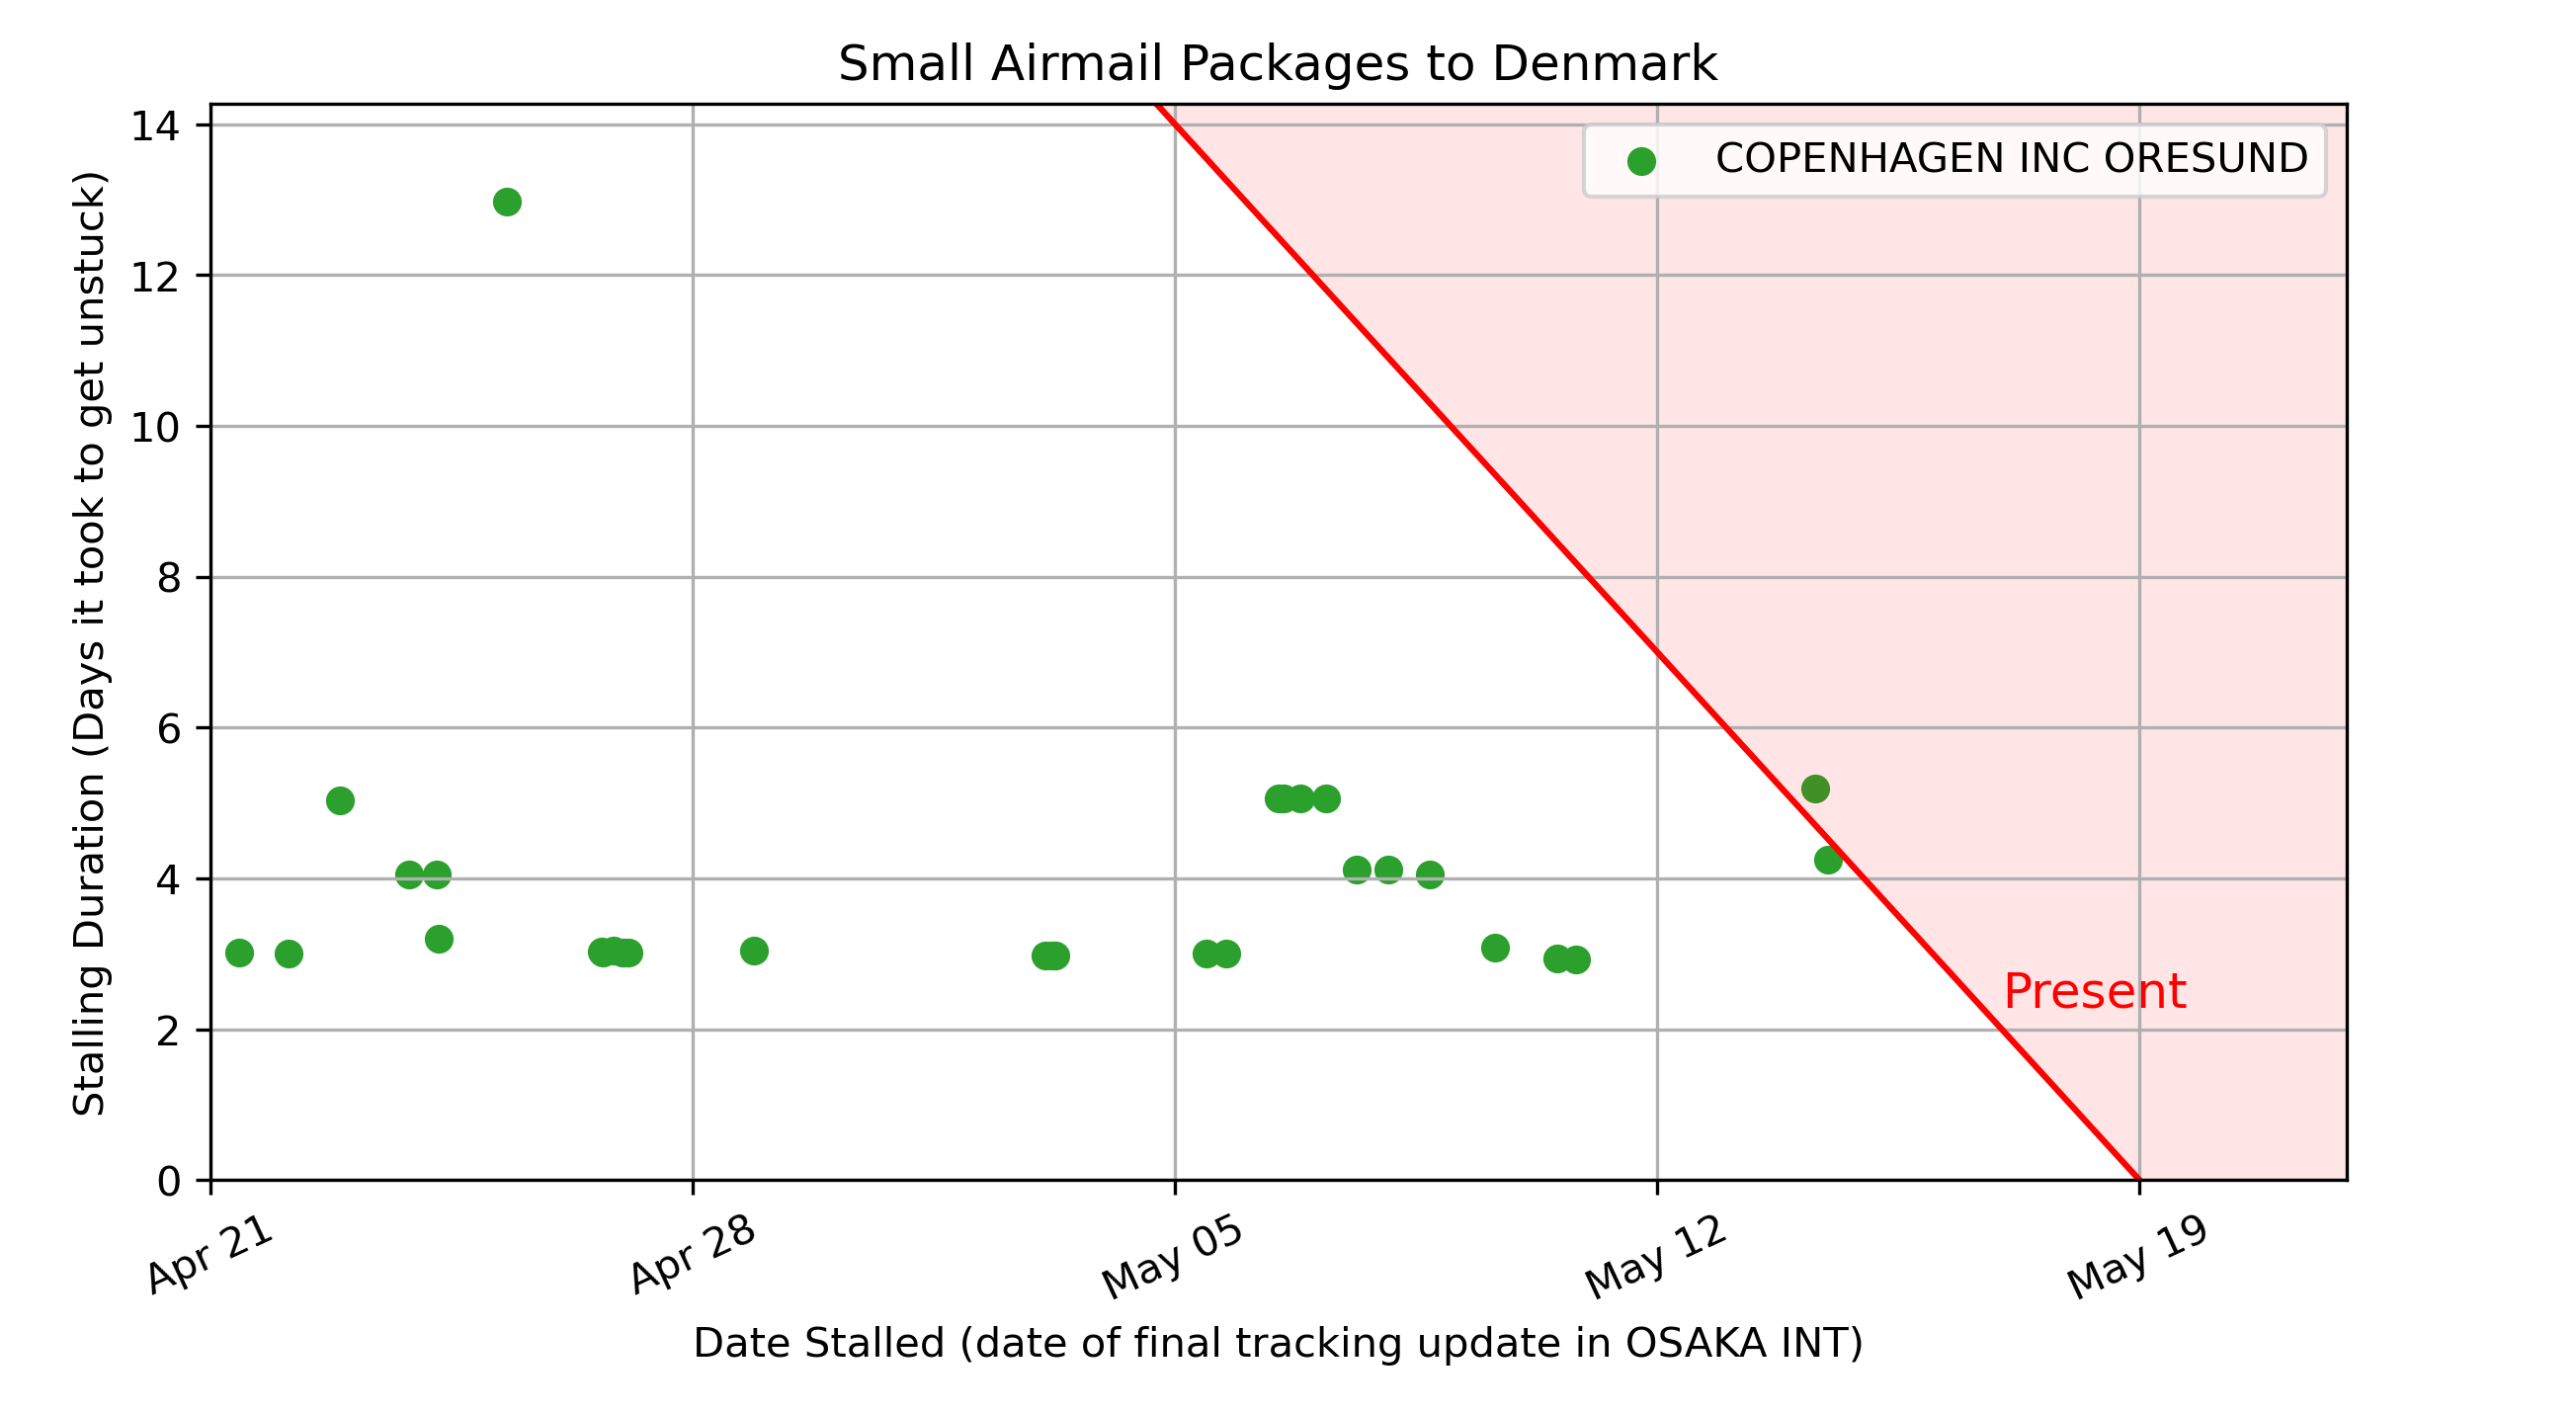 Small Airmail Packages to Denmark
COPENHAGEN INC ORESUND
Stalling Duration (Days it took to get unstuck)
14
12
10
8
6
4
2
0
Present
Apr 21
Apr 28
May 05
May 12
May 19
Date Stalled (date of final tracking update in OSAKA INT)